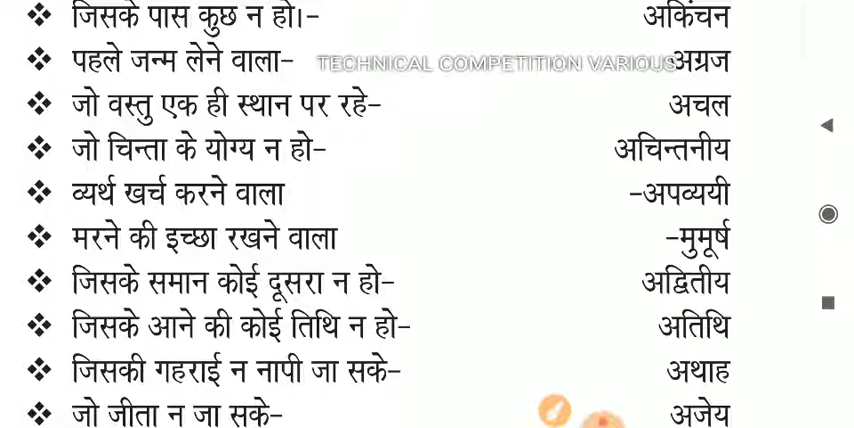 ❖ जिसके पास कुछ न हो।- अकिंचन
❖ पहले जन्म लेने वाला- TECHNICAL COMPETITION VARIOUS अग्रज
❖ जो वस्तु एक ही स्थान पर रहे- अचल
❖ जो चिन्ता के योग्य न हो- अचिन्तनीय
❖ व्यर्थ खर्च करने वाला -अपव्ययी
❖ मरने की इच्छा रखने वाला -मुमूर्ष
❖ जिसके समान कोई दूसरा न हो- अद्वितीय
❖ जिसके आने की कोई तिथि न हो- अतिथि
❖ जिसकी गहराई न नापी जा सके- अथाह
❖ जो जीता न जा सके- अजेय